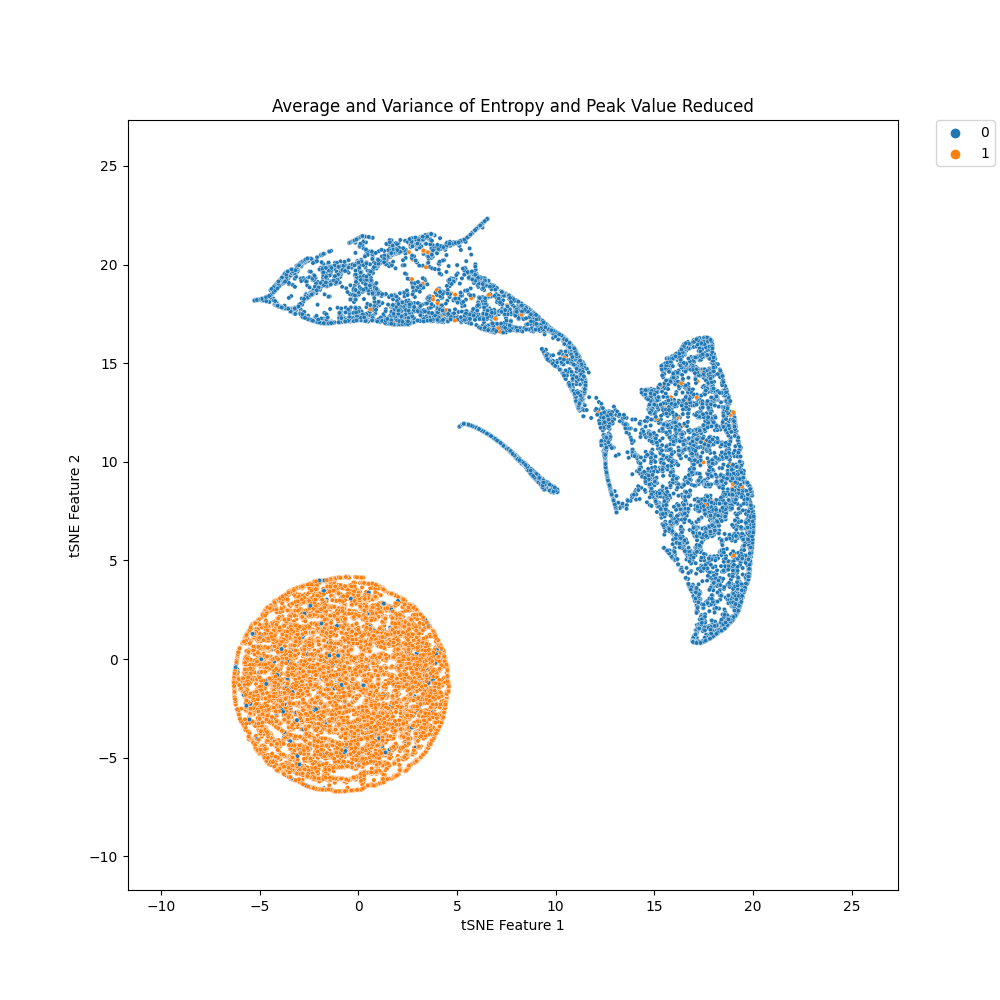 Average and Variance of Entropy and Peak Value Reduced
0
1
25
20
15
10
5
0
−5
−10
tSNE Feature 2
−10 −5 0 5 10 15 20 25
tSNE Feature 1